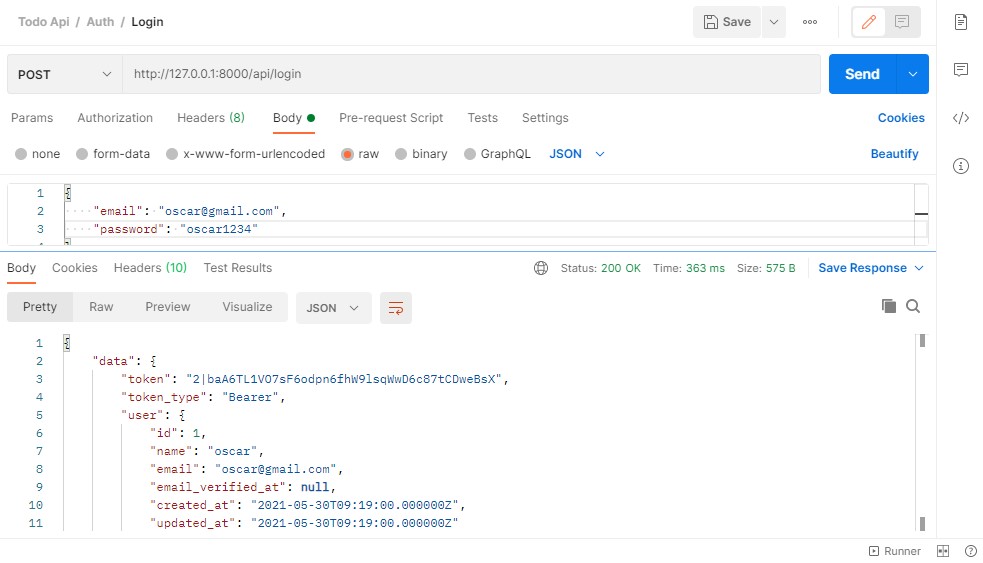 Todo Api / Auth / Login Save
POST http://127.0.0.1:8000/api/login Send
Params Authorization Headers (8) Body Pre-request Script Tests Settings Cookies
none form-data x-www-form-urlencoded raw binary GraphQL JSON Beautify
1 {
2 "email": "oscar@gmail.com",
3 "password": "oscar1234"
4 }
Body Cookies Headers (10) Test Results Status: 200 OK Time: 363 ms Size: 575 B Save Response
Pretty Raw Preview Visualize JSON
1 {
2 "data": {
3 "token": "2|baA6TL1VO7sF6odpn6fhW9lsqWwD6c87tCDweBsX",
4 "token_type": "Bearer",
5 "user": {
6 "id": 1,
7 "name": "oscar",
8 "email": "oscar@gmail.com",
9 "email_verified_at": null,
10 "created_at": "2021-05-30T09:19:00.000000Z",
11 "updated_at": "2021-05-30T09:19:00.000000Z"
Runner